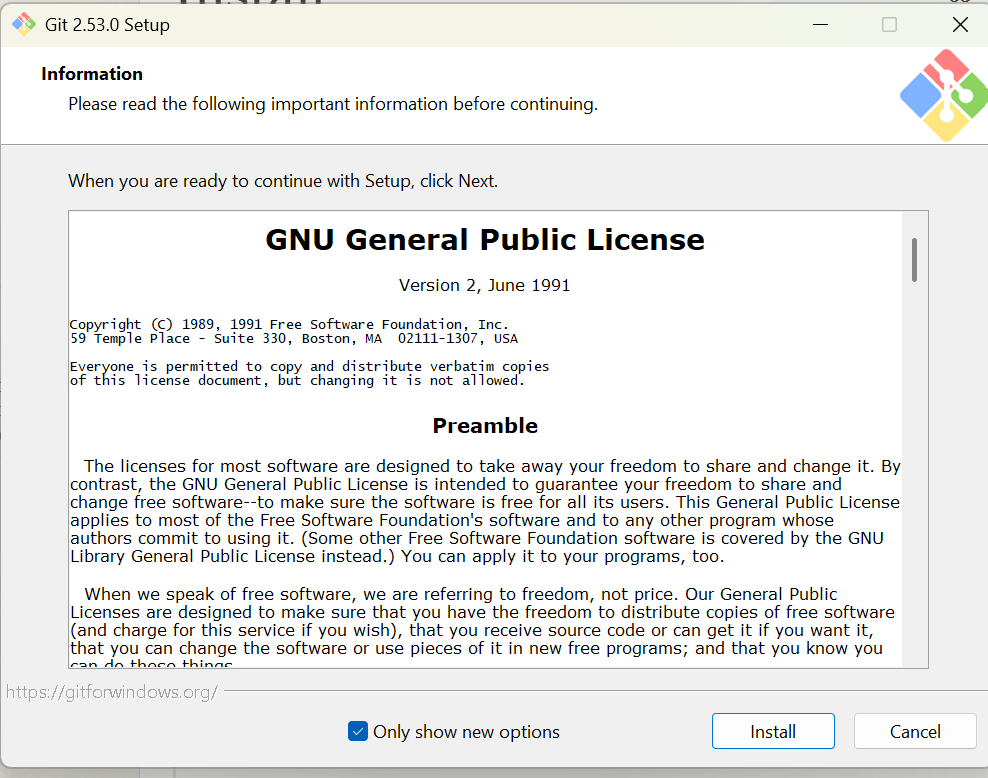 Git 2.53.0 Setup
Information
Please read the following important information before continuing.
When you are ready to continue with Setup, click Next.
GNU General Public License
Version 2, June 1991
Copyright (C) 1989, 1991 Free Software Foundation, Inc.
59 Temple Place - Suite 330, Boston, MA  02111-1307, USA
Everyone is permitted to copy and distribute verbatim copies
of this license document, but changing it is not allowed.
Preamble
The licenses for most software are designed to take away your freedom to share and change it. By
contrast, the GNU General Public License is intended to guarantee your freedom to share and
change free software--to make sure the software is free for all its users. This General Public License
applies to most of the Free Software Foundation's software and to any other program whose
authors commit to using it. (Some other Free Software Foundation software is covered by the GNU
Library General Public License instead.) You can apply it to your programs, too.
When we speak of free software, we are referring to freedom, not price. Our General Public
Licenses are designed to make sure that you have the freedom to distribute copies of free software
(and charge for this service if you wish), that you receive source code or can get it if you want it,
that you can change the software or use pieces of it in new free programs; and that you know you
can do these things.
https://gitforwindows.org/
Only show new options
Install
Cancel